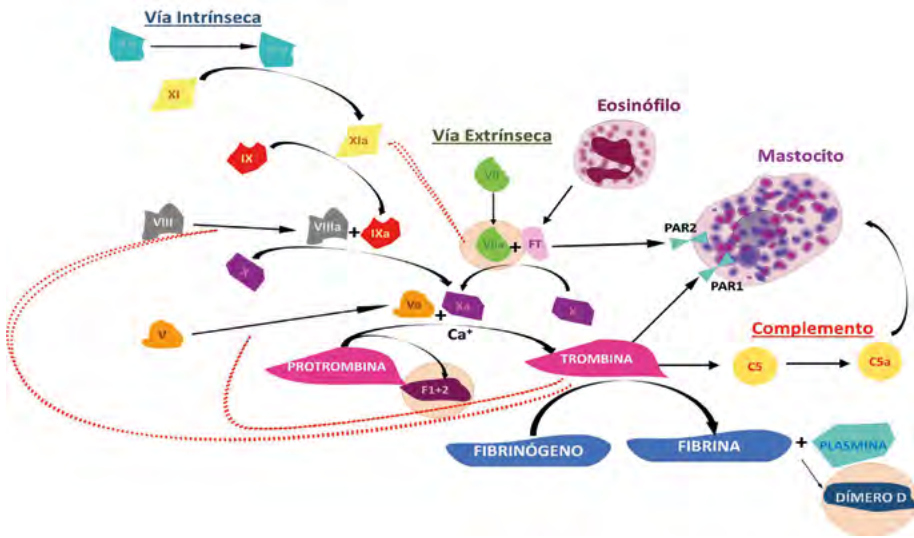 Vía Intrínseca
XI
XIa
Eosinófilo
Vía Extrínseca
Mastocito
IX
VII
VIII
VIIIa
+
IXa
VIIa
+
FT
PAR2
PAR1
X
Va
+
Xa
X
V
Ca⁺
Complemento
PROTROMBINA
TROMBINA
C5
C5a
F1+2
FIBRINÓGENO
FIBRINA
+
PLASMINA
DÍMERO D